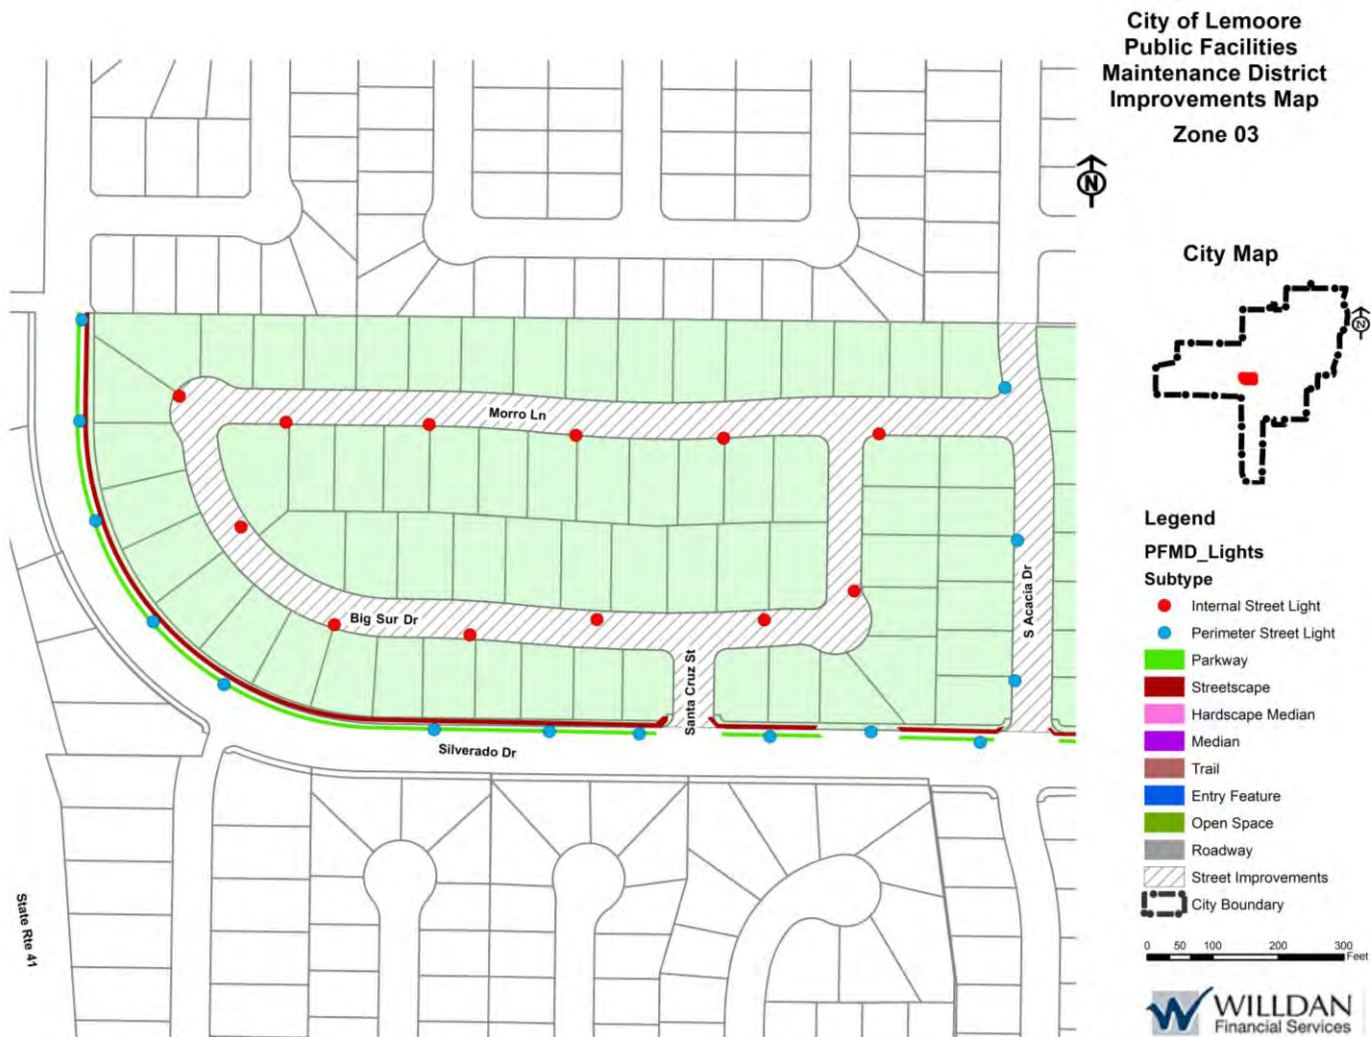 City of Lemoore
Public Facilities
Maintenance District
Improvements Map
Zone 03
N
City Map
N
Morro Ln
Big Sur Dr
Santa Cruz St
S Acacia Dr
Silverado Dr
State Rte 41
Legend
PFMD_Lights
Subtype
Internal Street Light
Perimeter Street Light
Parkway
Streetscape
Hardscape Median
Median
Trail
Entry Feature
Open Space
Roadway
Street Improvements
City Boundary
0 50 100 200 300
Feet
W WILLDAN
Financial Services